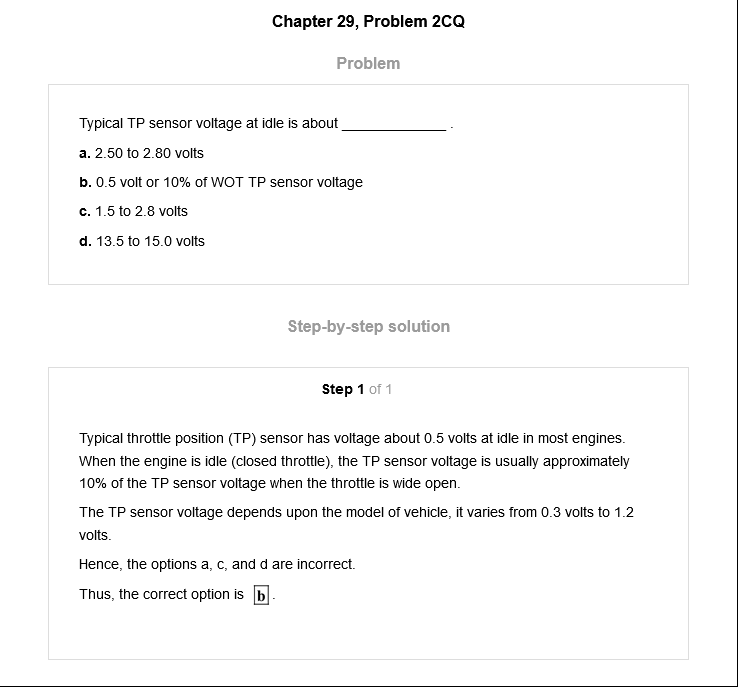 Chapter 29, Problem 2CQ
Problem
Typical TP sensor voltage at idle is about _____________ .
a. 2.50 to 2.80 volts
b. 0.5 volt or 10% of WOT TP sensor voltage
c. 1.5 to 2.8 volts
d. 13.5 to 15.0 volts
Step-by-step solution
Step 1 of 1
Typical throttle position (TP) sensor has voltage about 0.5 volts at idle in most engines.
When the engine is idle (closed throttle), the TP sensor voltage is usually approximately
10% of the TP sensor voltage when the throttle is wide open.
The TP sensor voltage depends upon the model of vehicle, it varies from 0.3 volts to 1.2
volts.
Hence, the options a, c, and d are incorrect.
Thus, the correct option is b .